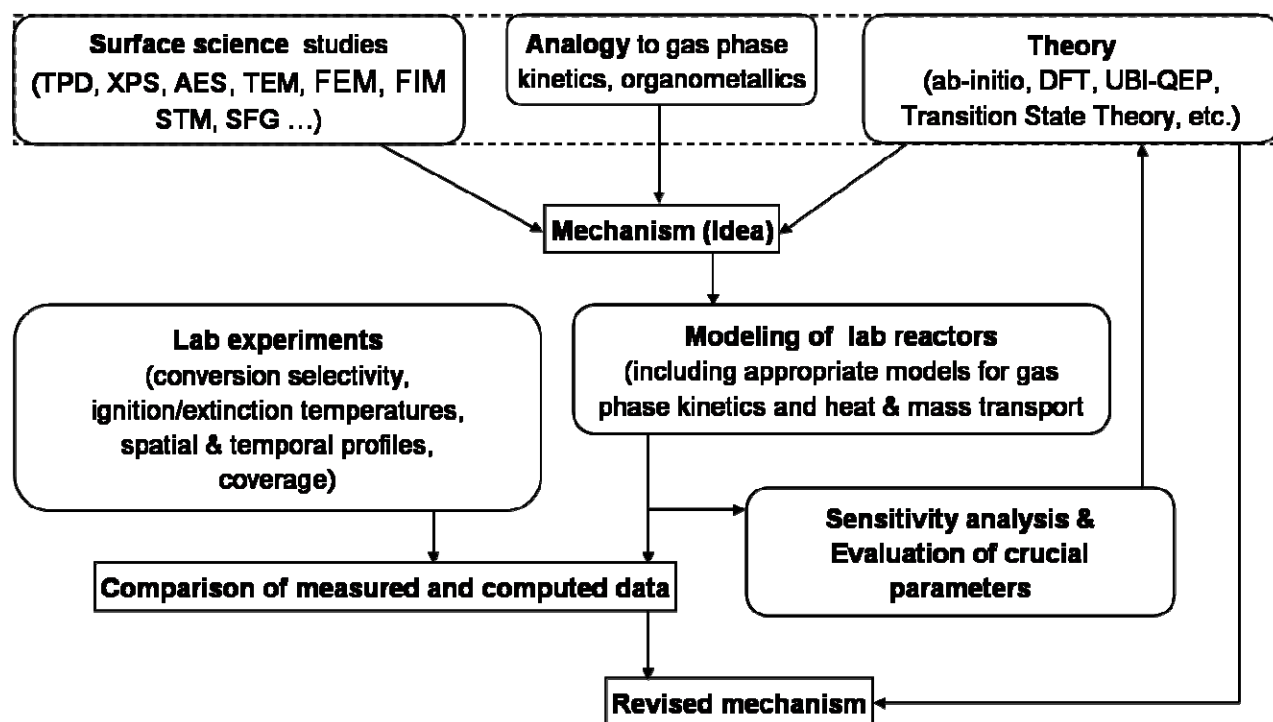 Surface science studies
(TPD, XPS, AES, TEM, FEM, FIM
STM, SFG ...)
Analogy to gas phase
kinetics, organometallics
Theory
(ab-initio, DFT, UBI-QEP,
Transition State Theory, etc.)
Mechanism (Idea)
Lab experiments
(conversion selectivity,
ignition/extinction temperatures,
spatial & temporal profiles,
coverage)
Modeling of lab reactors
(including appropriate models for gas
phase kinetics and heat & mass transport)
Sensitivity analysis &
Evaluation of crucial
parameters
Comparison of measured and computed data
Revised mechanism